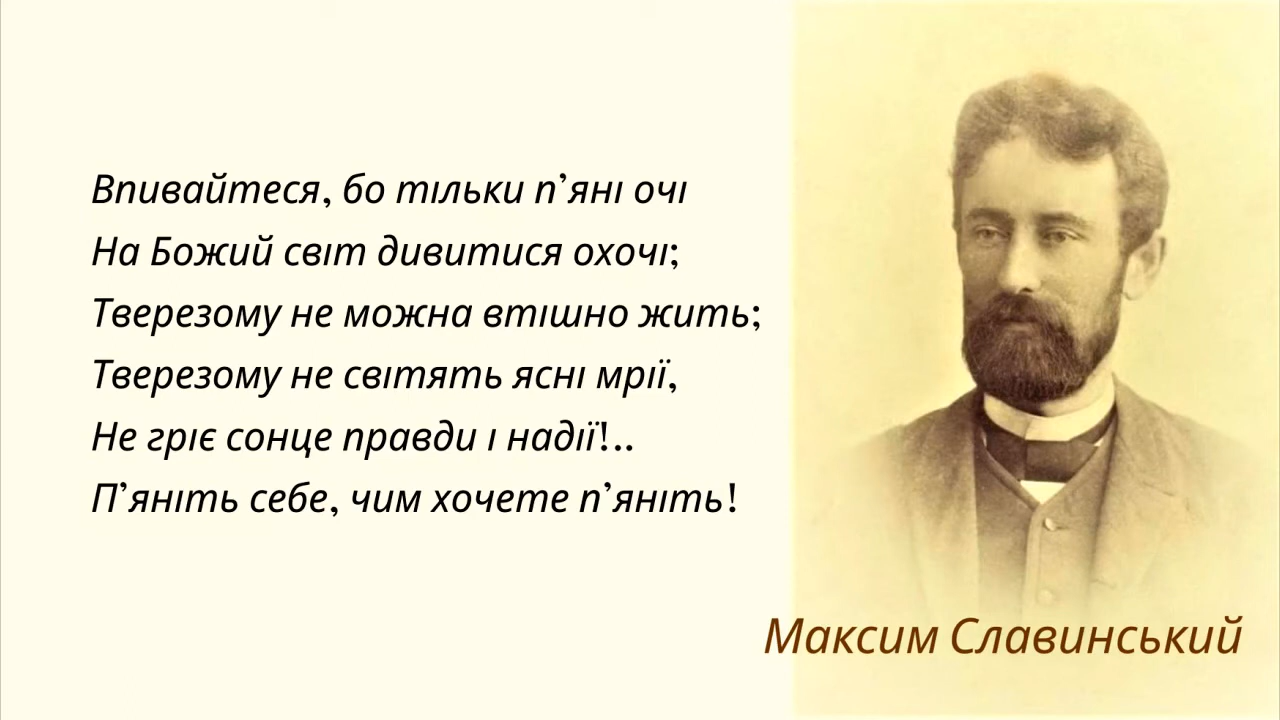 Впивайтеся, бо тільки п’яні очі
На Божий світ дивитися охочі;
Тверезому не можна втішно жить;
Тверезому не світять ясні мрії,
Не гріє сонце правди і надії!..
П’яніть себе, чим хочете п’яніть!
Максим Славинський